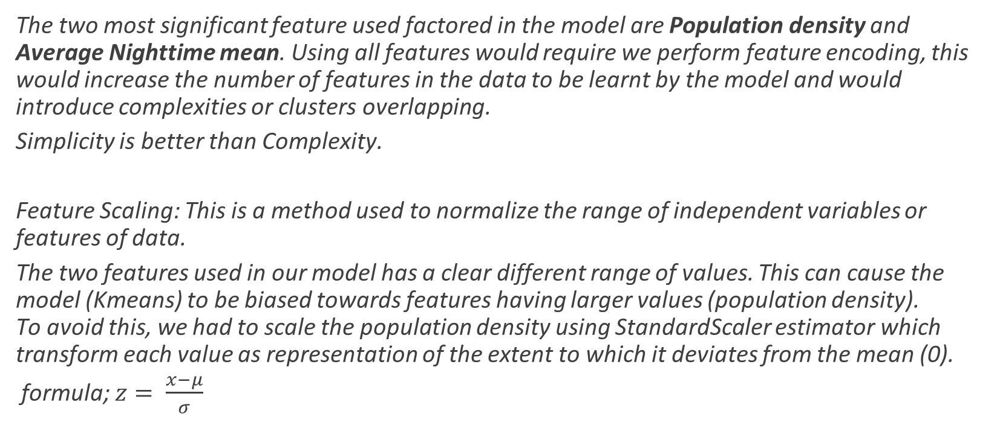 The two most significant feature used factored in the model are Population density and
Average Nighttime mean. Using all features would require we perform feature encoding, this
would increase the number of features in the data to be learnt by the model and would
introduce complexities or clusters overlapping.
Simplicity is better than Complexity.
Feature Scaling: This is a method used to normalize the range of independent variables or
features of data.
The two features used in our model has a clear different range of values. This can cause the
model (Kmeans) to be biased towards features having larger values (population density).
To avoid this, we had to scale the population density using StandardScaler estimator which
transform each value as representation of the extent to which it deviates from the mean (0).
formula; z = (x−μ)/σ